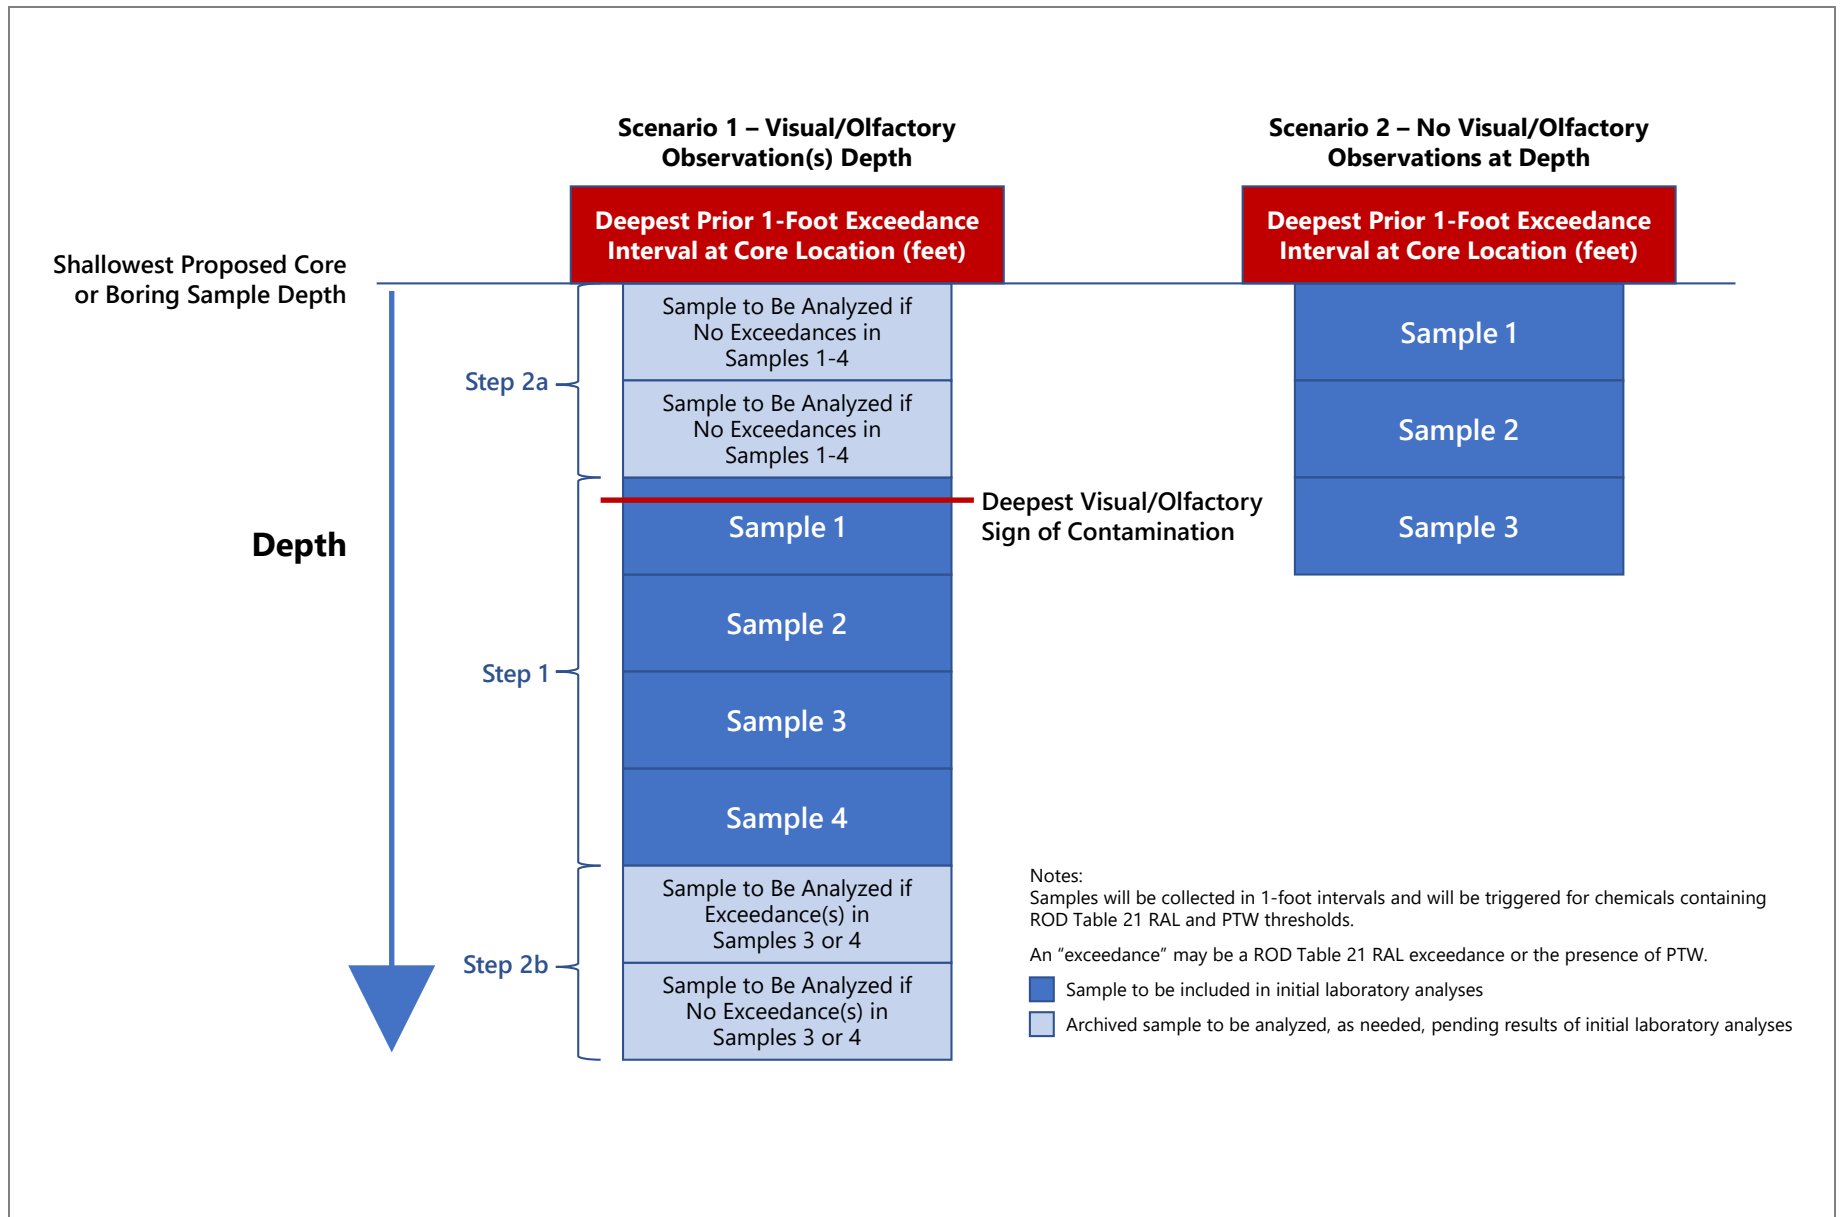 Scenario 1 – Visual/Olfactory
Observation(s) Depth
Scenario 2 – No Visual/Olfactory
Observations at Depth
Deepest Prior 1-Foot Exceedance
Interval at Core Location (feet)
Deepest Prior 1-Foot Exceedance
Interval at Core Location (feet)
Shallowest Proposed Core
or Boring Sample Depth
Depth
Step 2a
Step 1
Step 2b
Sample to Be Analyzed if
No Exceedances in
Samples 1-4
Sample to Be Analyzed if
No Exceedances in
Samples 1-4
Sample 1
Sample 2
Sample 3
Sample 4
Sample to Be Analyzed if
Exceedance(s) in
Samples 3 or 4
Sample to Be Analyzed if
No Exceedance(s) in
Samples 3 or 4
Deepest Visual/Olfactory
Sign of Contamination
Sample 1
Sample 2
Sample 3
Notes:
Samples will be collected in 1-foot intervals and will be triggered for chemicals containing
ROD Table 21 RAL and PTW thresholds.
An “exceedance” may be a ROD Table 21 RAL exceedance or the presence of PTW.
Sample to be included in initial laboratory analyses
Archived sample to be analyzed, as needed, pending results of initial laboratory analyses